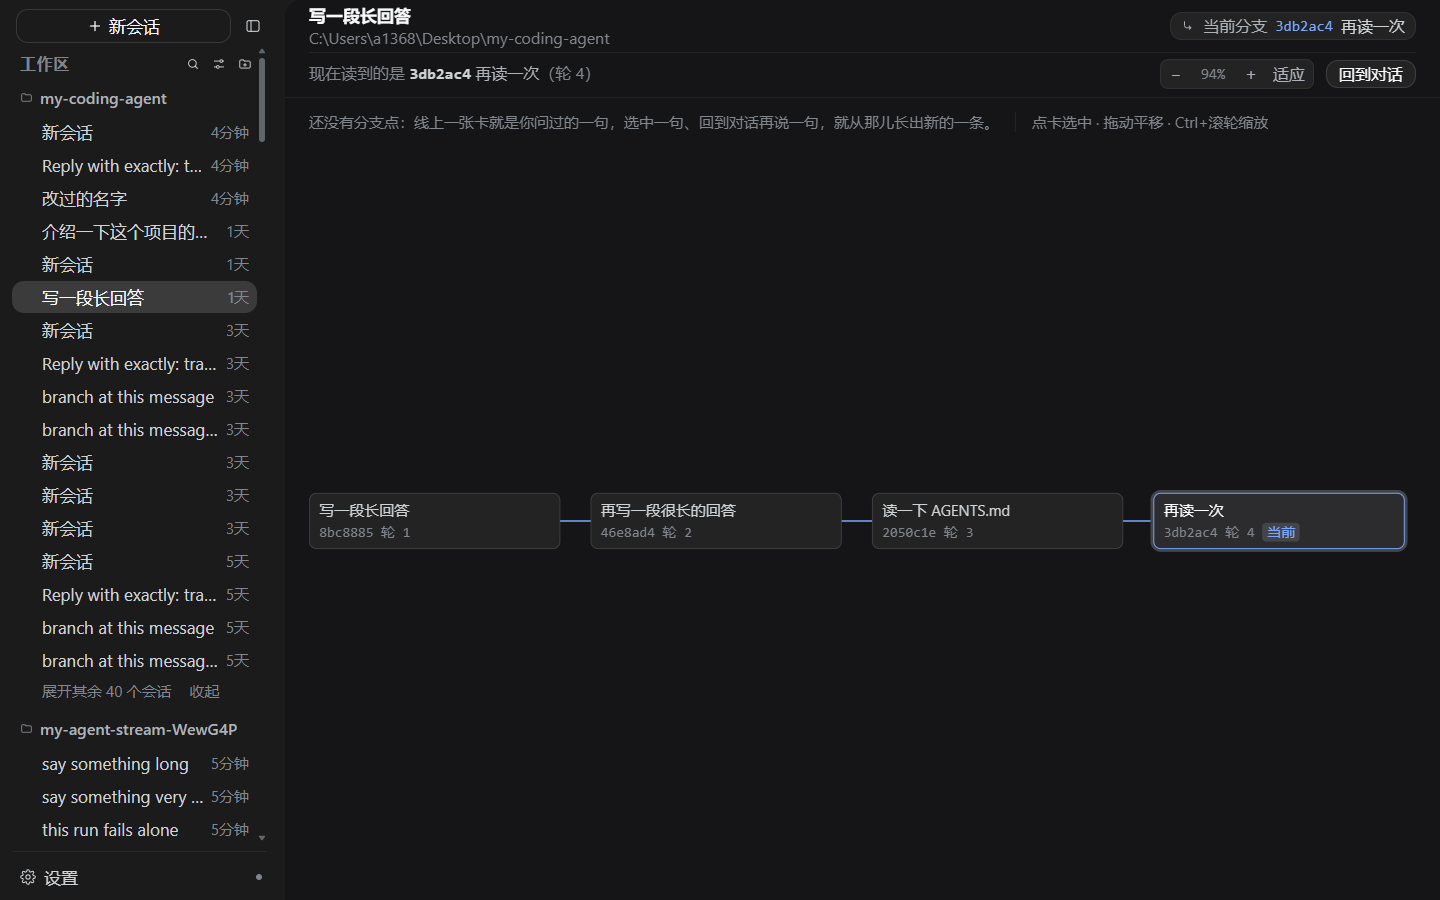 + 新会话
工作区
my-coding-agent
新会话 4分钟
Reply with exactly: t... 4分钟
改过的名字 4分钟
介绍一下这个项目的... 1天
新会话 1天
写一段长回答 1天
新会话 3天
Reply with exactly: tra... 3天
branch at this message 3天
branch at this messag... 3天
新会话 3天
新会话 3天
新会话 3天
新会话 5天
Reply with exactly: tra... 5天
branch at this message 5天
branch at this messag... 5天
展开其余 40 个会话 收起
my-agent-stream-WewG4P
say something long 5分钟
say something very ... 5分钟
this run fails alone 5分钟
设置
写一段长回答
C:\Users\a1368\Desktop\my-coding-agent
当前分支 3db2ac4 再读一次
现在读到的是 3db2ac4 再读一次（轮 4）
− 94% + 适应 回到对话
还没有分支点：线上一张卡就是你问过的一句，选中一句、回到对话再说一句，就从那儿长出新的一条。 点卡选中 · 拖动平移 · Ctrl+滚轮缩放
写一段长回答
8bc8885 轮 1
再写一段很长的回答
46e8ad4 轮 2
读一下 AGENTS.md
2050c1e 轮 3
再读一次
3db2ac4 轮 4 当前